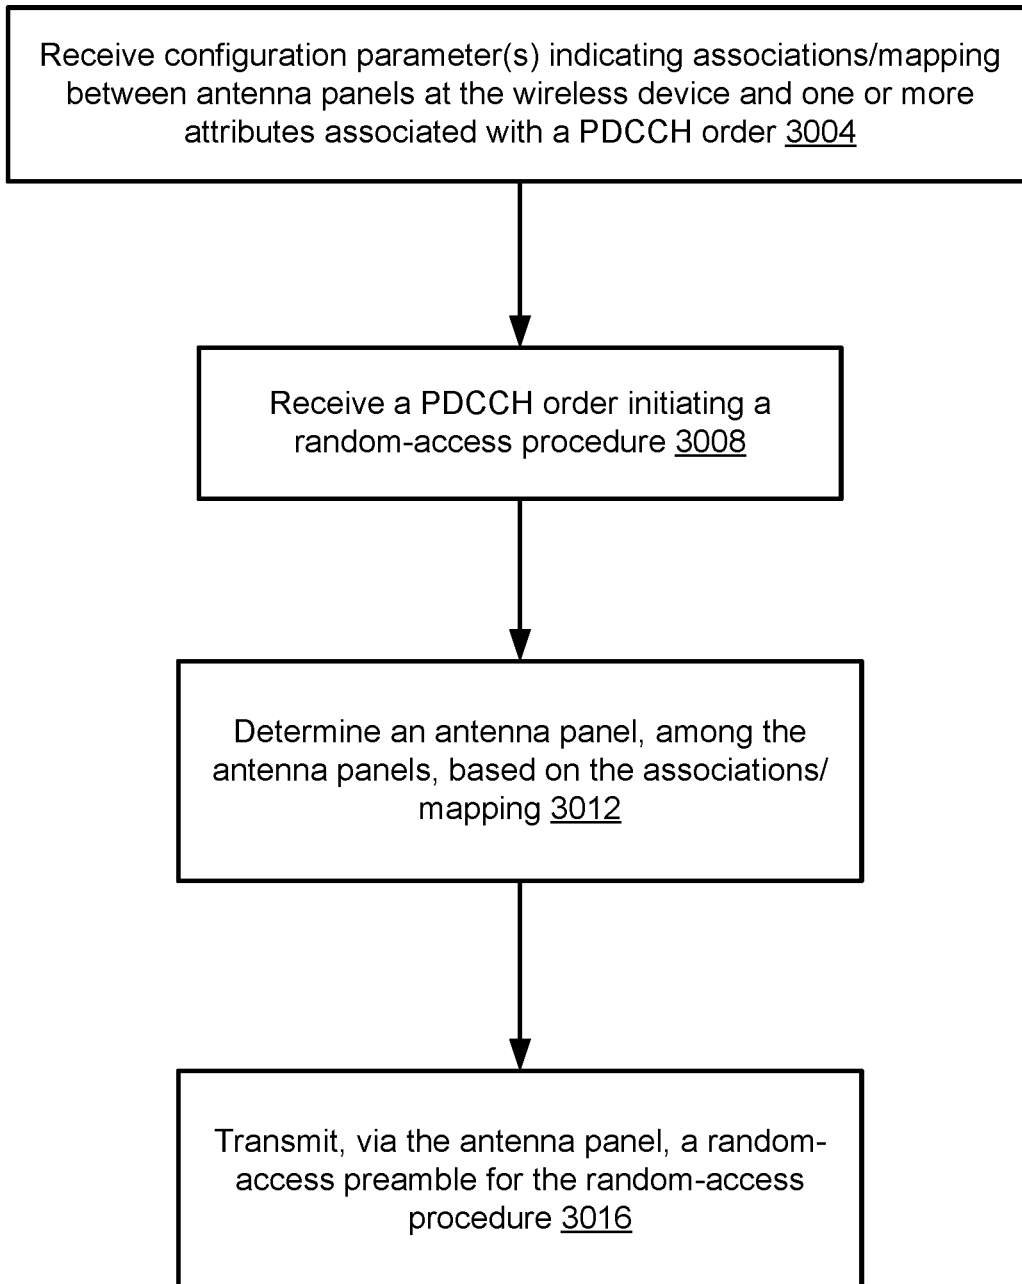 Receive configuration parameter(s) indicating associations/mapping
between antenna panels at the wireless device and one or more
attributes associated with a PDCCH order 3004
Receive a PDCCH order initiating a
random-access procedure 3008
Determine an antenna panel, among the
antenna panels, based on the associations/
mapping 3012
Transmit, via the antenna panel, a random-
access preamble for the random-access
procedure 3016